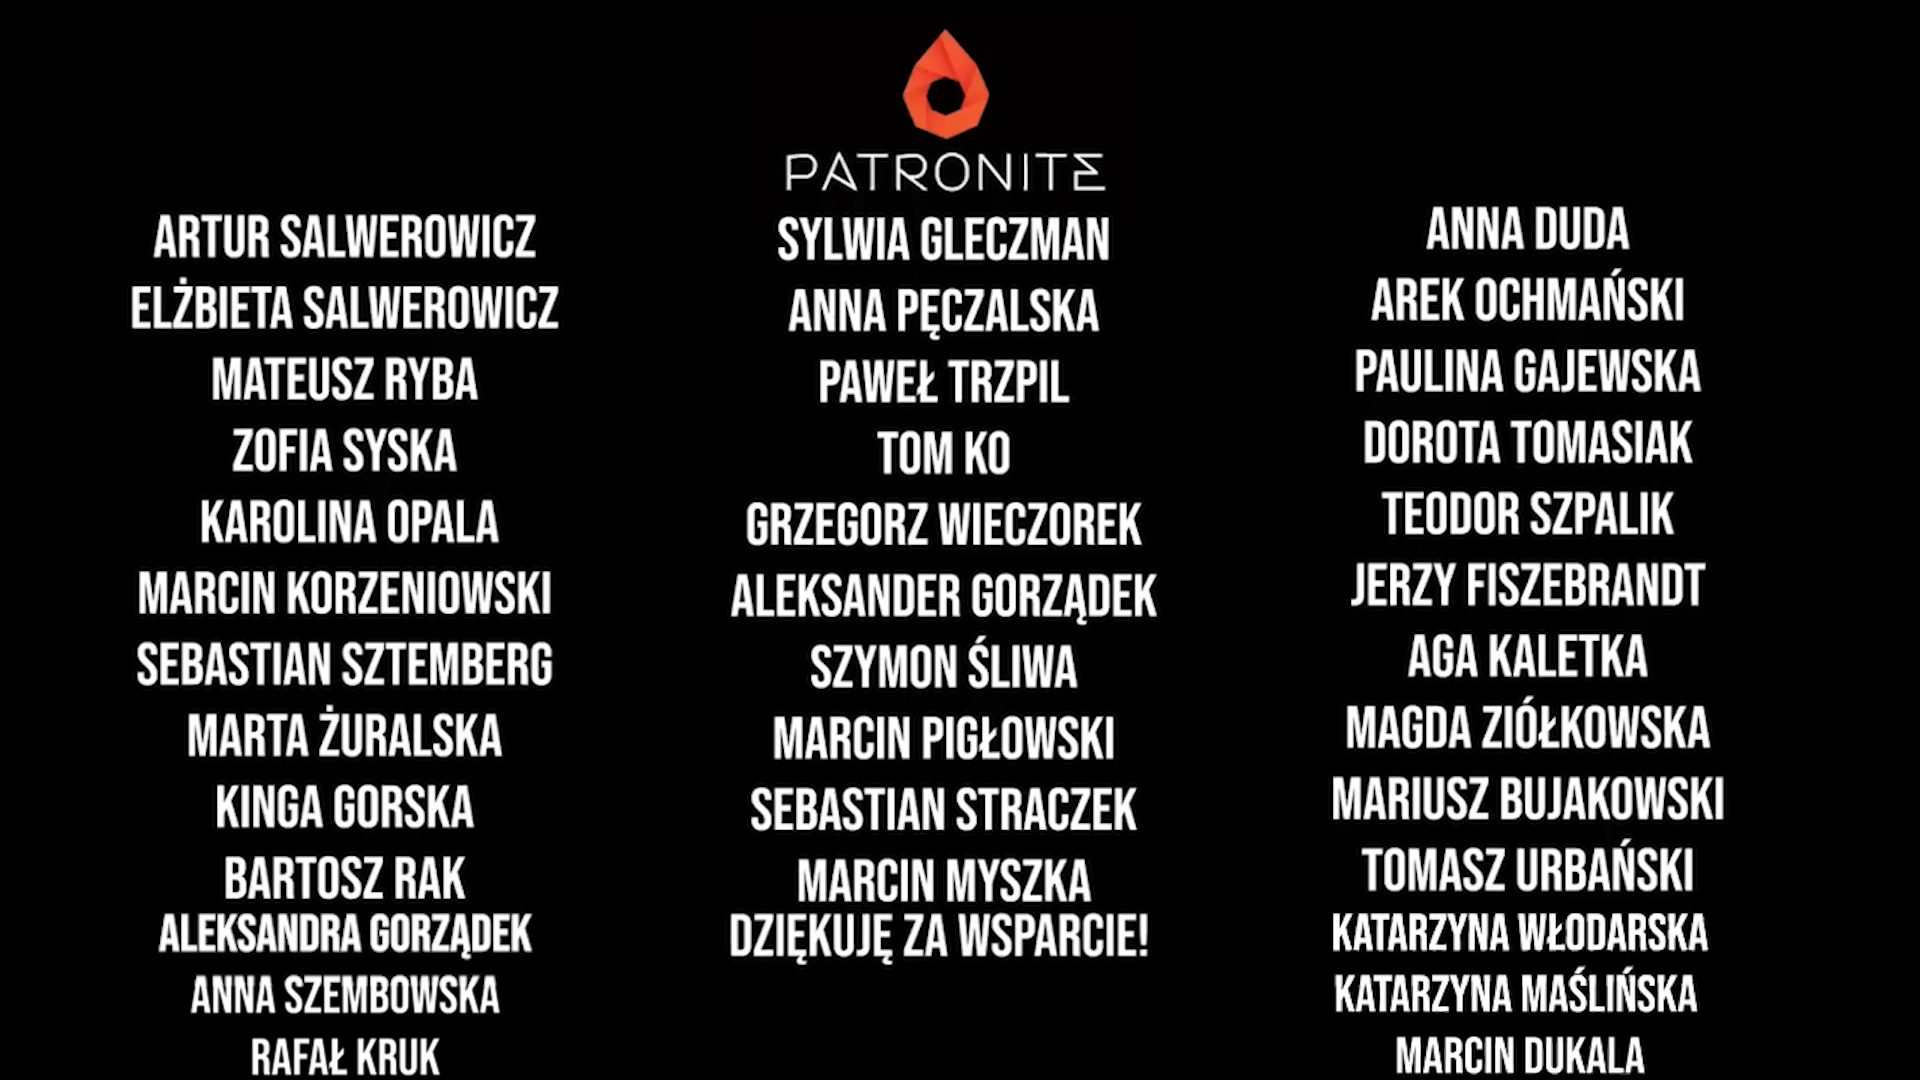 PATRONITE
ARTUR SALWEROWICZ
ELŻBIETA SALWEROWICZ
MATEUSZ RYBA
ZOFIA SYSKA
KAROLINA OPALA
MARCIN KORZENIOWSKI
SEBASTIAN SZTEMBERG
MARTA ŻURALSKA
KINGA GORSKA
BARTOSZ RAK
ALEKSANDRA GORZĄDEK
ANNA SZEMBOWSKA
RAFAŁ KRUK
SYLWIA GLECZMAN
ANNA PĘCZALSKA
PAWEŁ TRZPIL
TOM KO
GRZEGORZ WIECZOREK
ALEKSANDER GORZĄDEK
SZYMON ŚLIWA
MARCIN PIGŁOWSKI
SEBASTIAN STRACZEK
MARCIN MYSZKA
DZIĘKUJĘ ZA WSPARCIE!
ANNA DUDA
AREK OCHMAŃSKI
PAULINA GAJEWSKA
DOROTA TOMASIAK
TEODOR SZPALIK
JERZY FISZEBRANDT
AGA KALETKA
MAGDA ZIÓŁKOWSKA
MARIUSZ BUJAKOWSKI
TOMASZ URBAŃSKI
KATARZYNA WŁODARSKA
KATARZYNA MAŚLIŃSKA
MARCIN DUKALA